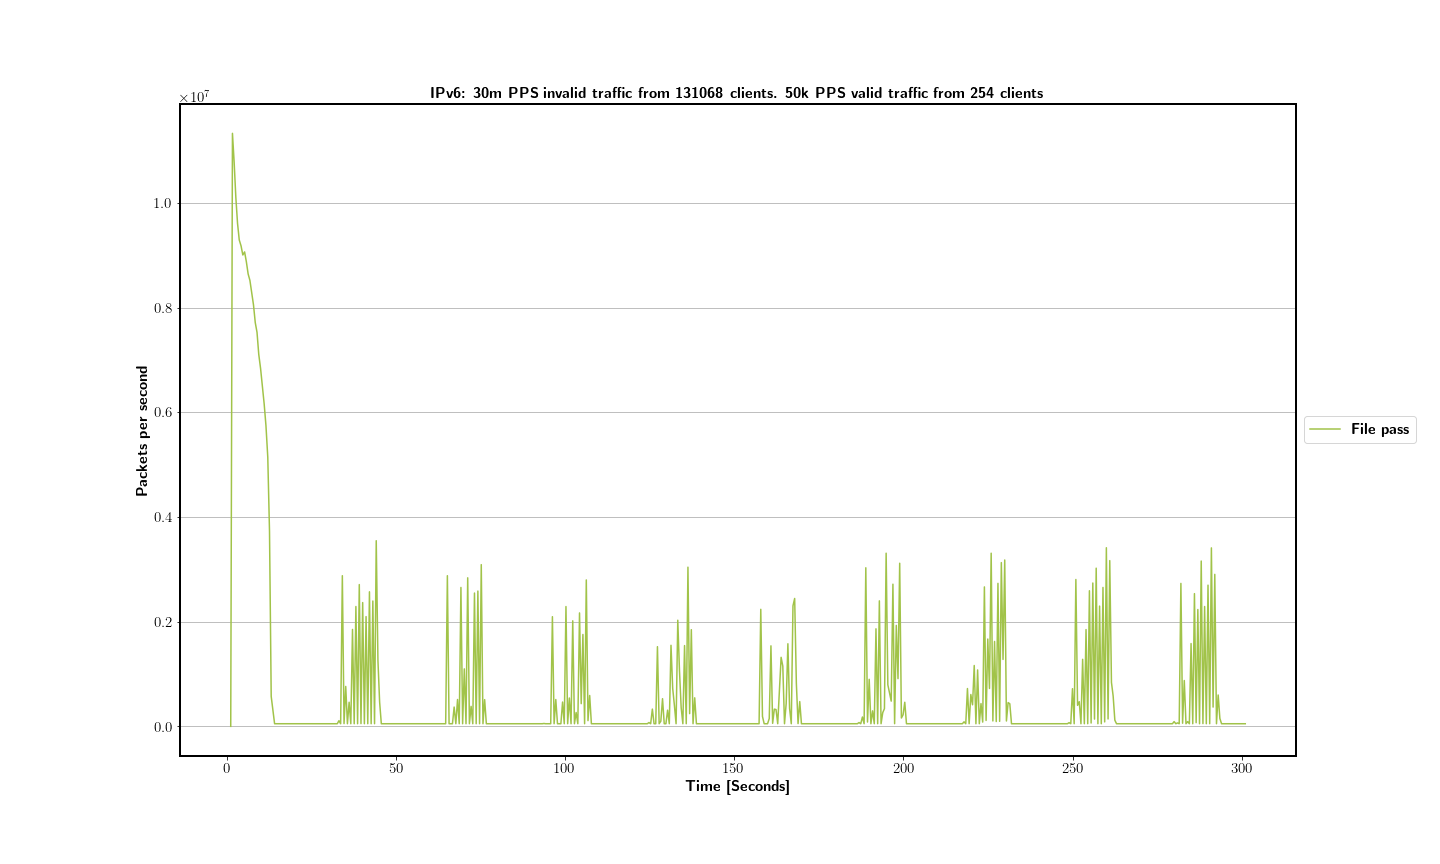 IPv6: 30m PPS invalid traffic from 131068 clients. 50k PPS valid traffic from 254 clients
×10⁷
1.0
0.8
0.6
0.4
0.2
0.0
Packets per second
0 50 100 150 200 250 300
Time [Seconds]
File pass